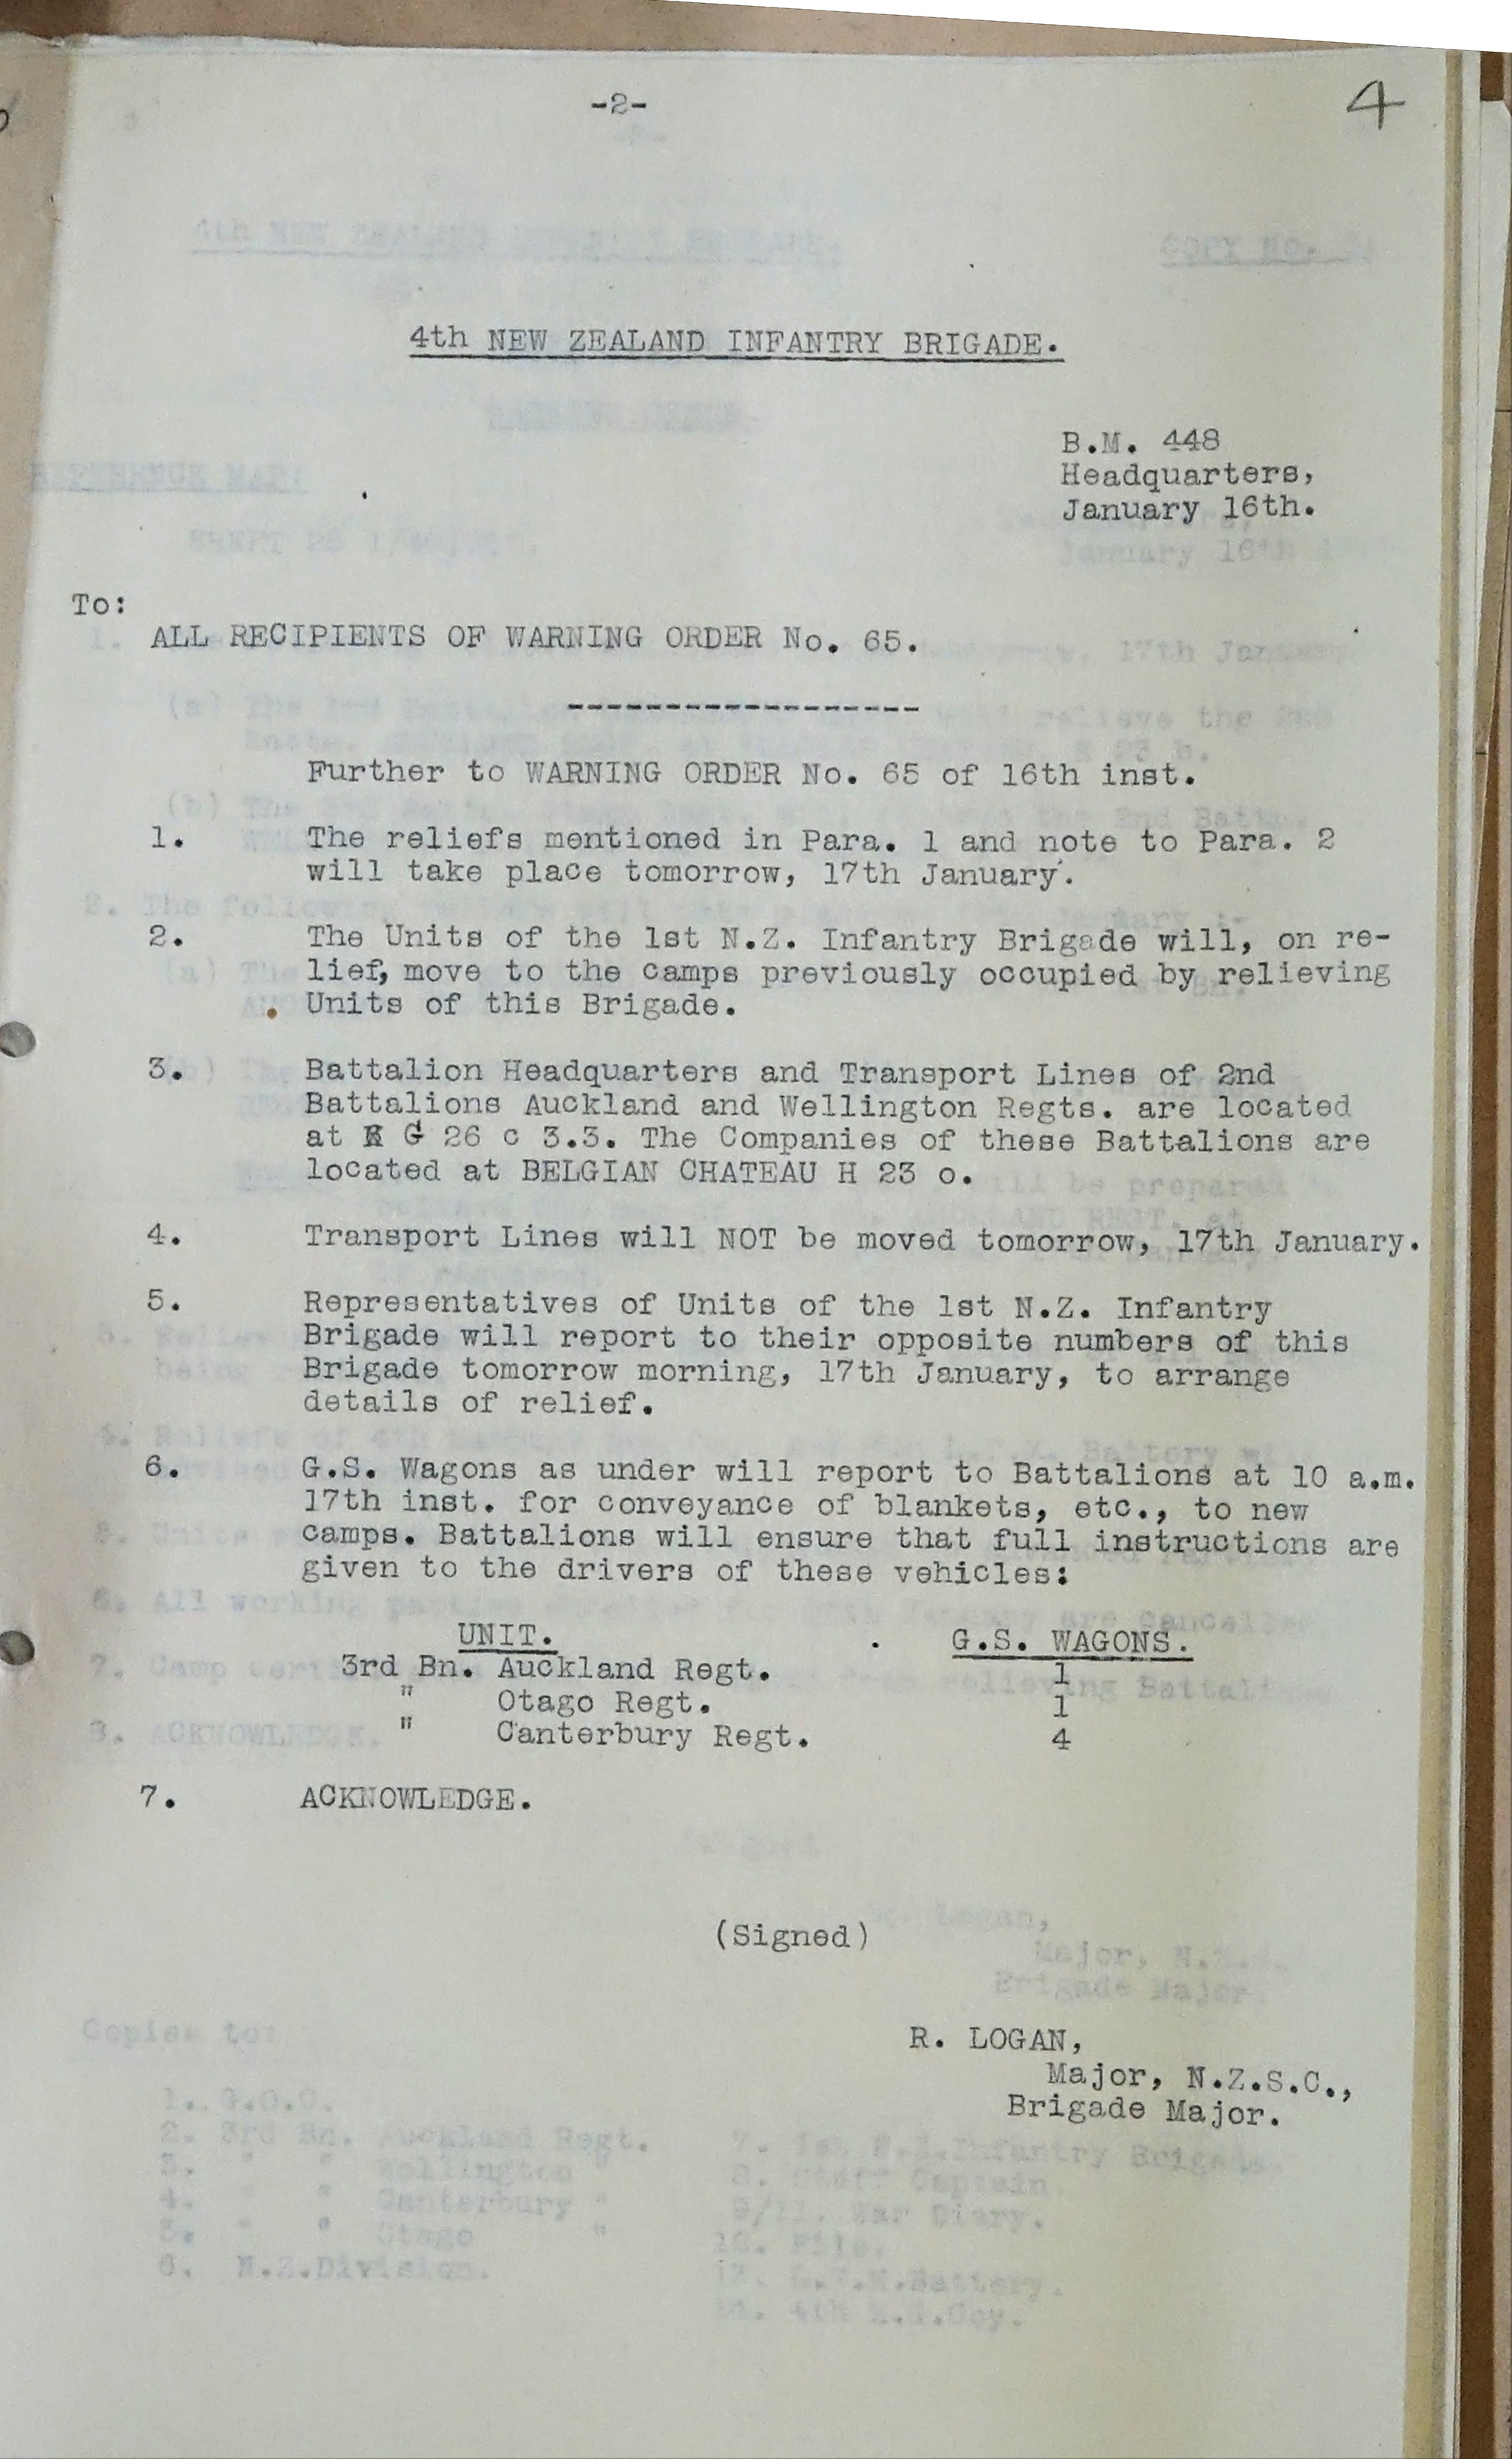 -2-
4
4th NEW ZEALAND INFANTRY BRIGADE.
B.M. 448
Headquarters,
January 16th.
To:
ALL RECIPIENTS OF WARNING ORDER No. 65.
------------------
Further to WARNING ORDER No. 65 of 16th inst.
1. The reliefs mentioned in Para. 1 and note to Para. 2
will take place tomorrow, 17th January.
2. The Units of the 1st N.Z. Infantry Brigade will, on re-
lief, move to the camps previously occupied by relieving
Units of this Brigade.
3. Battalion Headquarters and Transport Lines of 2nd
Battalions Auckland and Wellington Regts. are located
at G 26 c 3.3. The Companies of these Battalions are
located at BELGIAN CHATEAU H 23 o.
4. Transport Lines will NOT be moved tomorrow, 17th January.
5. Representatives of Units of the 1st N.Z. Infantry
Brigade will report to their opposite numbers of this
Brigade tomorrow morning, 17th January, to arrange
details of relief.
6. G.S. Wagons as under will report to Battalions at 10 a.m.
17th inst. for conveyance of blankets, etc., to new
camps. Battalions will ensure that full instructions are
given to the drivers of these vehicles:
UNIT. G.S. WAGONS.
3rd Bn. Auckland Regt. 1
" Otago Regt. 1
" Canterbury Regt. 4
7. ACKNOWLEDGE.
(Signed)
R. LOGAN,
Major, N.Z.S.C.,
Brigade Major.